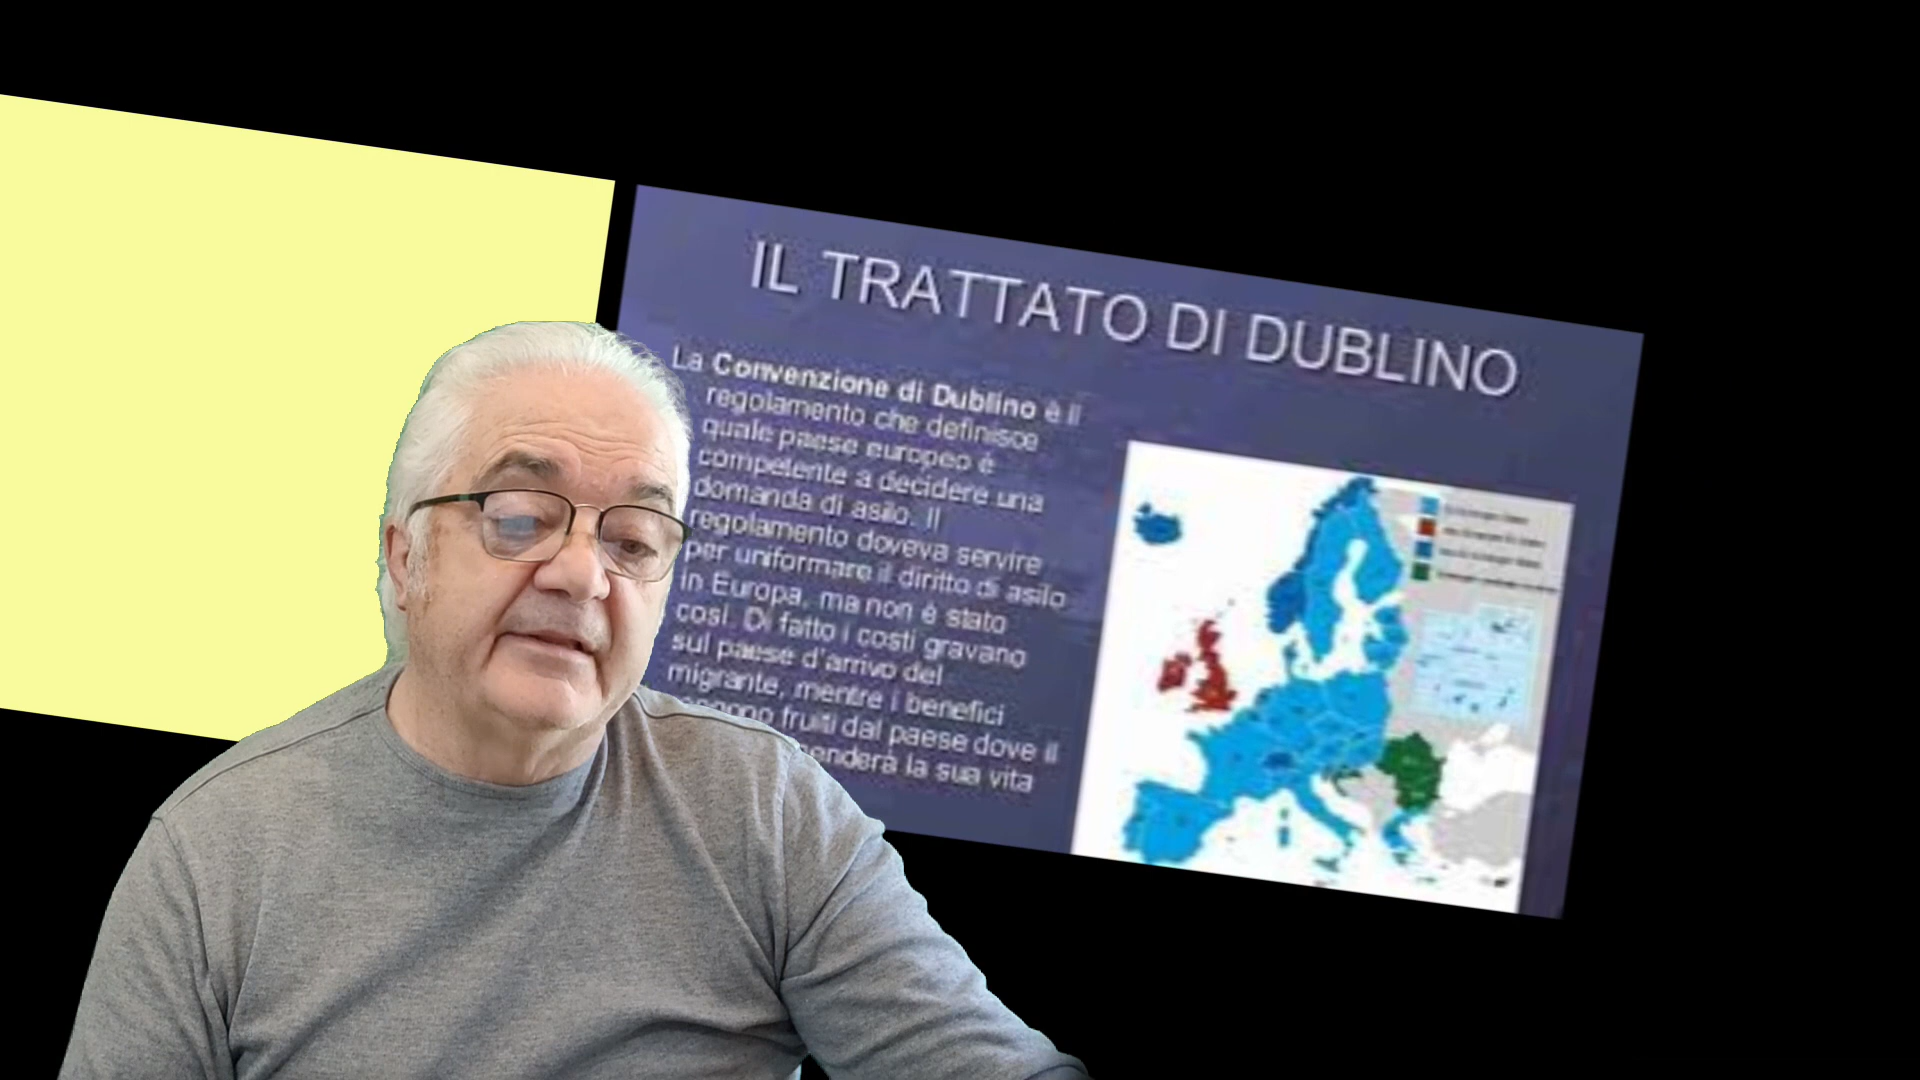 IL TRATTATO DI DUBLINO
La Convenzione di Dublino è il
regolamento che definisce
quale paese europeo è
competente a decidere una
domanda di asilo. Il
regolamento doveva servire
per uniformare il diritto di asilo
in Europa, ma non è stato
così. Di fatto i costi gravano
sul paese d'arrivo del
migrante, mentre i benefici
fruiti dal paese dove il
la sua vita